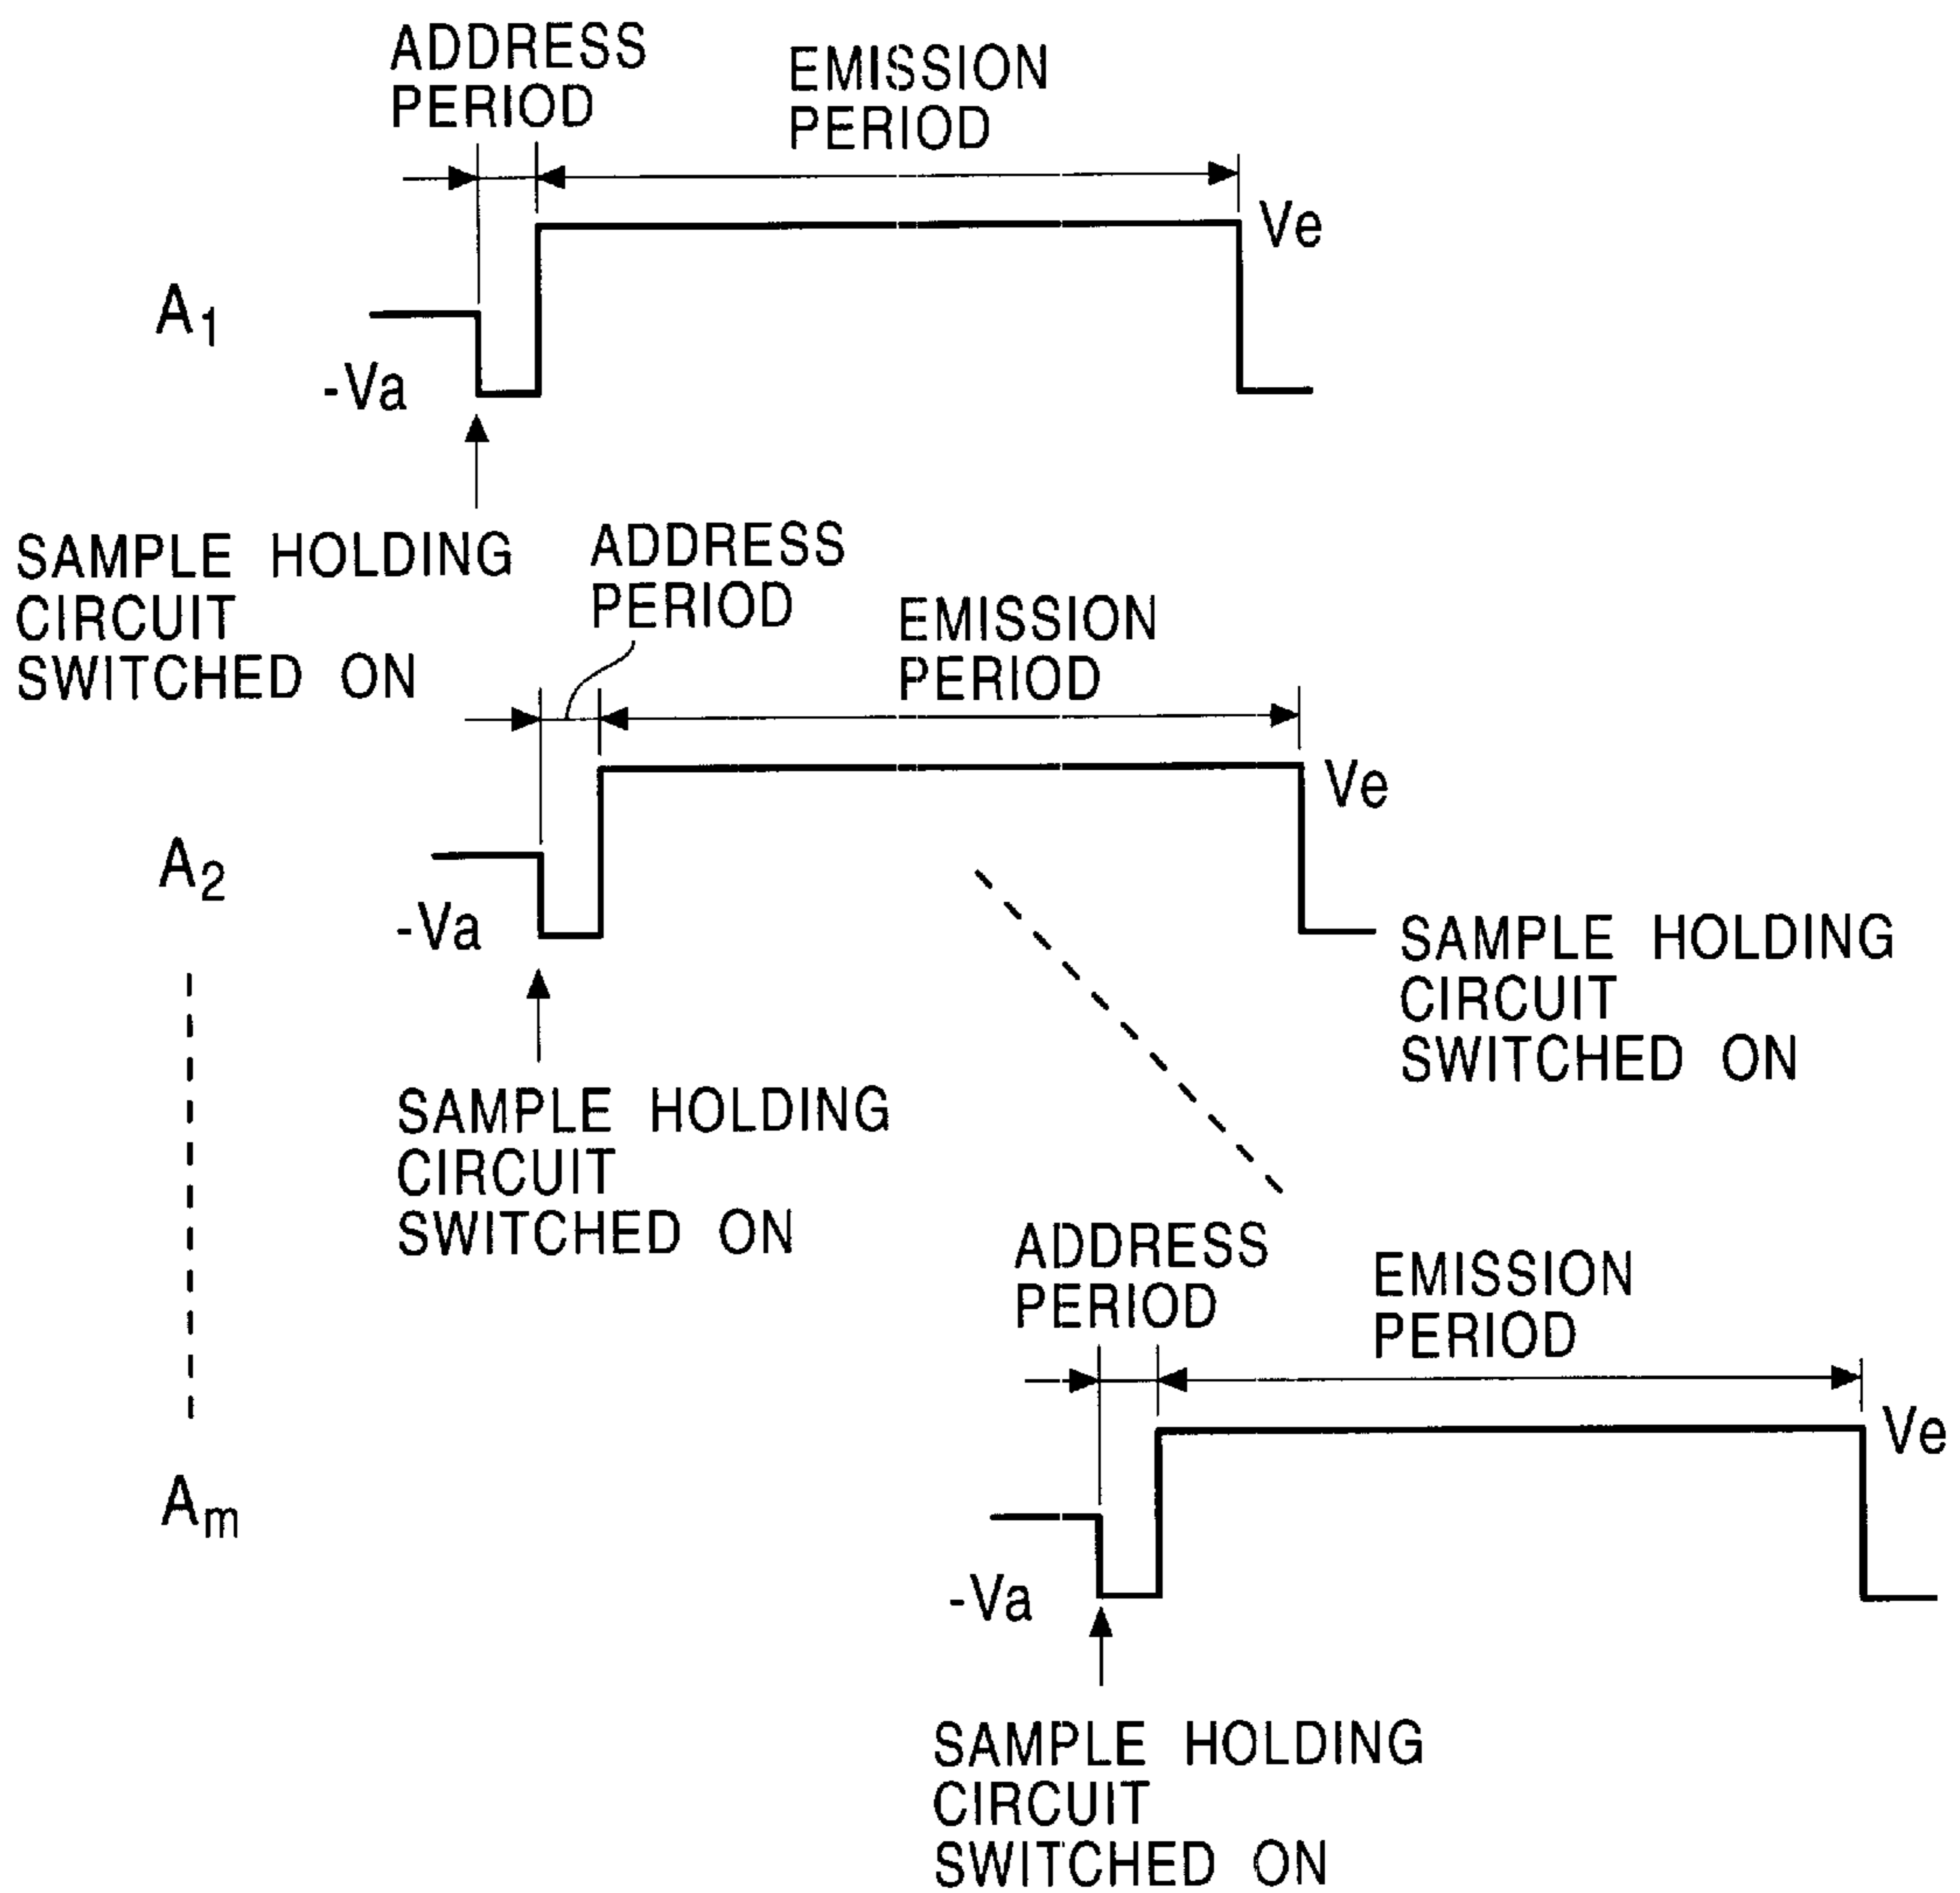 ADDRESS
PERIOD
EMISSION
PERIOD
Ve
A1
-Va
SAMPLE HOLDING
CIRCUIT
SWITCHED ON
ADDRESS
PERIOD
EMISSION
PERIOD
Ve
A2
-Va
SAMPLE HOLDING
CIRCUIT
SWITCHED ON
SAMPLE HOLDING
CIRCUIT
SWITCHED ON
ADDRESS
PERIOD
EMISSION
PERIOD
Ve
Am
-Va
SAMPLE HOLDING
CIRCUIT
SWITCHED ON